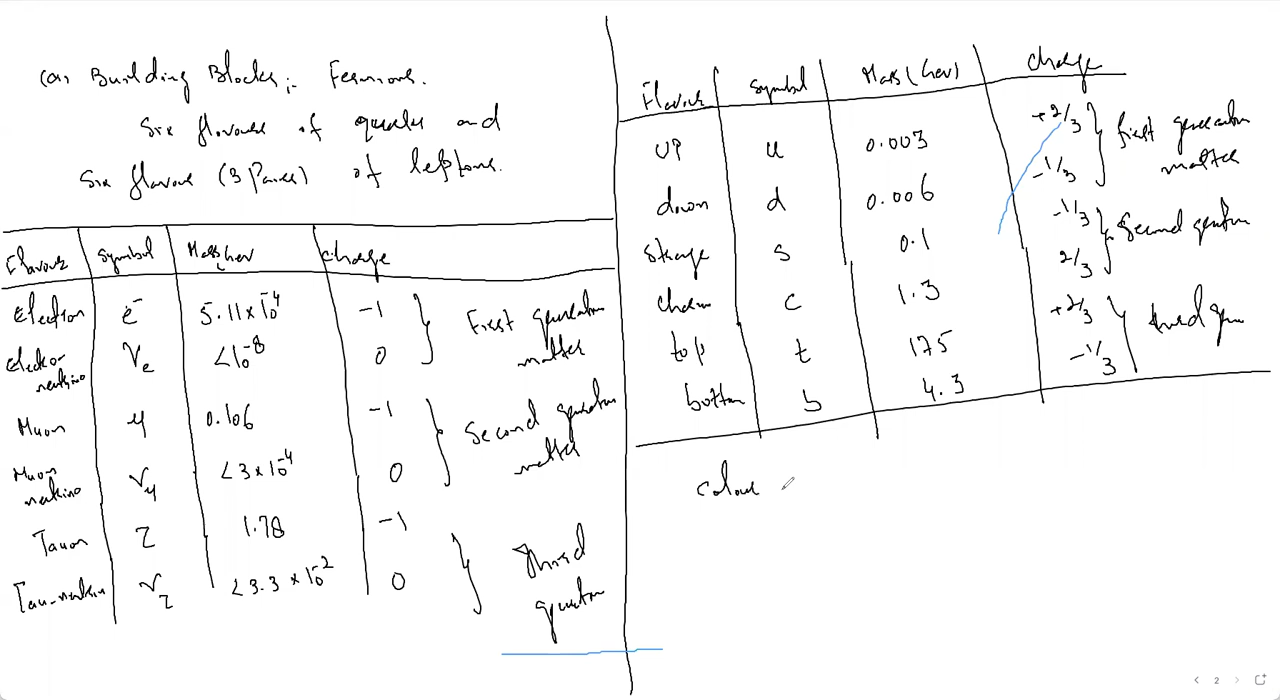 (a) Building Blocks:- Fermions.
Six flavours of quarks and
Six flavours (3 Pairs) of leptons.
Flavour Symbol Mass GeV charge
Electron e⁻ 5.11×10⁻⁴ -1 First generation
Electro- νe <10⁻⁸ 0 matter
neutrino
Muon μ 0.106 -1 Second generation
Muon νμ <3×10⁻⁴ 0 matter
neutrino
Tauon τ 1.78 -1 Third
Tau-neutrino ντ <3.3×10⁻² 0 generation
Flavour Symbol Mass (GeV) Charge
UP u 0.003 +2/3 first generation
down d 0.006 -1/3 matter
Strange s 0.1 -1/3 Second generation
charm c 1.3 2/3
top t 175 +2/3 third gen
bottom b 4.3 -1/3
Colour
2